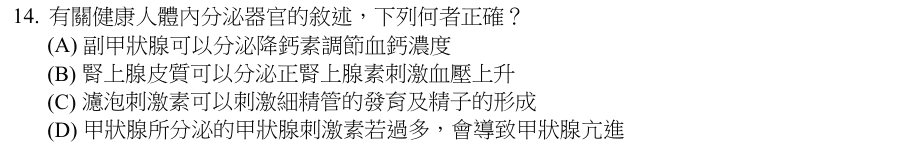 14. 有關健康人體內分泌器官的敘述，下列何者正確？
(A) 副甲狀腺可以分泌降鈣素調節血鈣濃度
(B) 腎上腺皮質可以分泌正腎上腺素刺激血壓上升
(C) 濾泡刺激素可以刺激細精管的發育及精子的形成
(D) 甲狀腺所分泌的甲狀腺刺激素若過多，會導致甲狀腺亢進